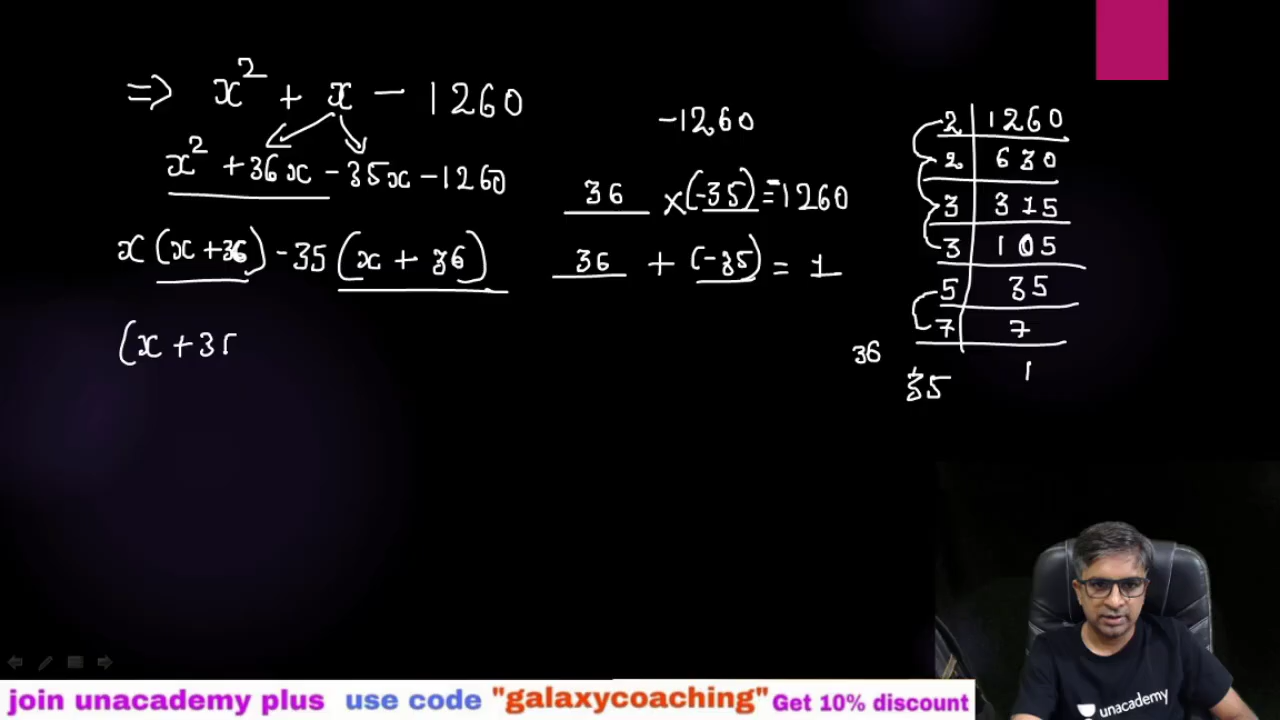 => x² + x - 1260
x² + 36x - 35x - 1260
x (x + 36) - 35 (x + 36)
(x + 35
-1260
36 x (-35) = -1260
36 + (-35) = 1
2 | 1260
2 | 630
3 | 315
3 | 105
5 | 35
7 | 7
1
36
35
unacademy
join unacademy plus use code "galaxycoaching" Get 10% discount